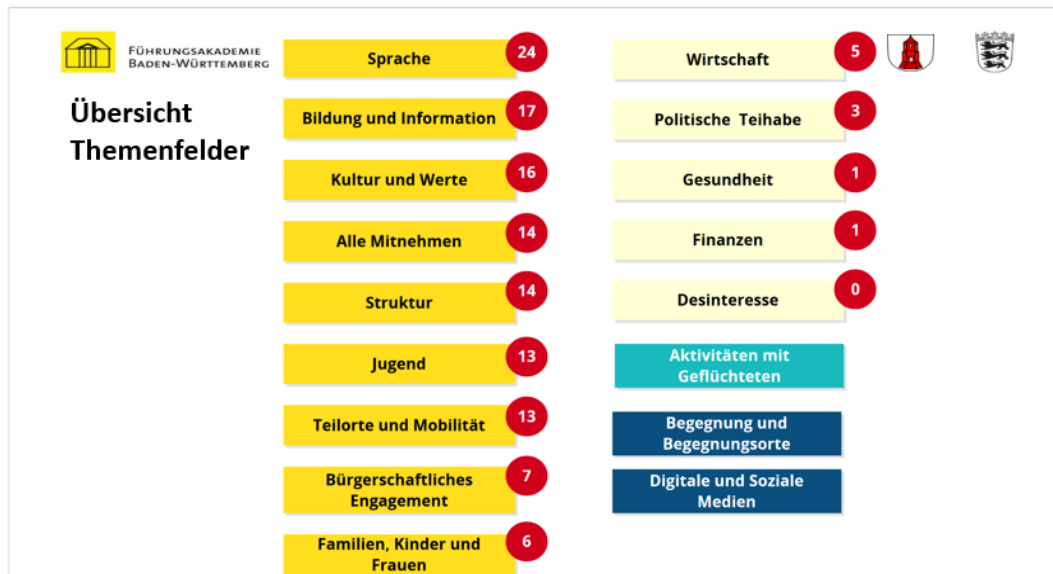 FÜHRUNGSAKADEMIE
BADEN-WÜRTTEMBERG
Übersicht
Themenfelder
Sprache 24
Bildung und Information 17
Kultur und Werte 16
Alle Mitnehmen 14
Struktur 14
Jugend 13
Teilorte und Mobilität 13
Bürgerschaftliches 7
Engagement
Familien, Kinder und 6
Frauen
Wirtschaft 5
Politische Teihabe 3
Gesundheit 1
Finanzen 1
Desinteresse 0
Aktivitäten mit
Geflüchteten
Begegnung und
Begegnungsorte
Digitale und Soziale
Medien